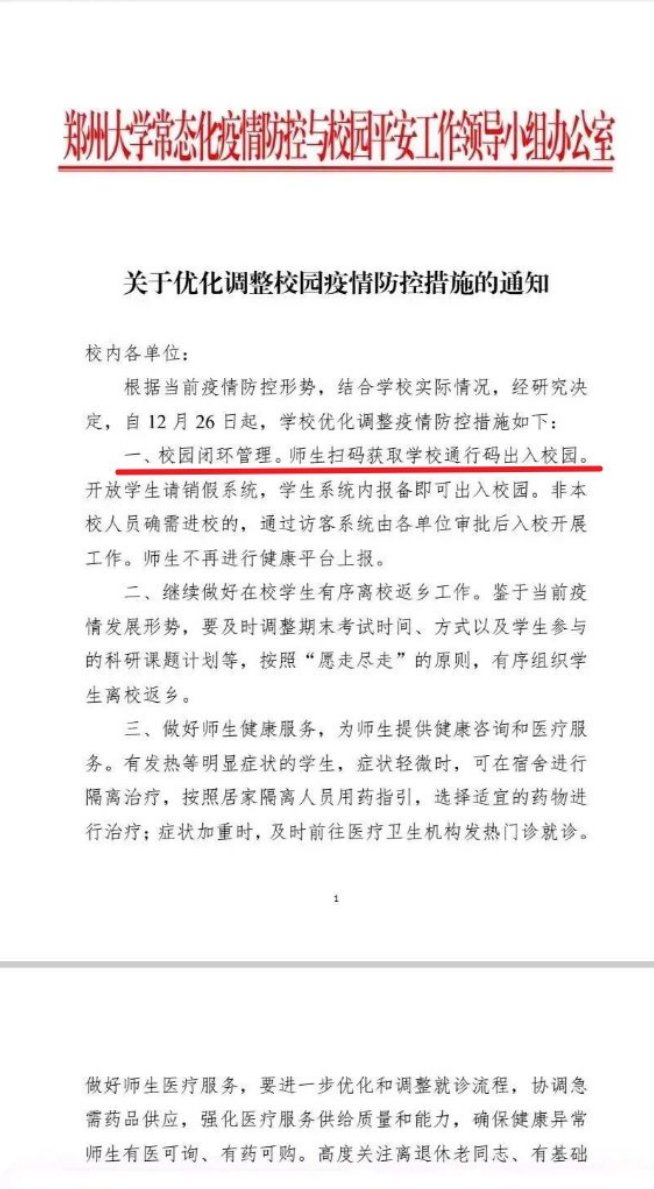 郑州大学常态化疫情防控与校园平安工作领导小组办公室
关于优化调整校园疫情防控措施的通知
校内各单位：
根据当前疫情防控形势，结合学校实际情况，经研究决
定，自 12 月 26 日起，学校优化调整疫情防控措施如下：
一、校园闭环管理。师生扫码获取学校通行码出入校园。
开放学生请销假系统，学生系统内报备即可出入校园。非本
校人员确需进校的，通过访客系统由各单位审批后入校开展
工作。师生不再进行健康平台上报。
二、继续做好在校学生有序离校返乡工作。鉴于当前疫
情发展形势，要及时调整期末考试时间、方式以及学生参与
的科研课题计划等，按照“愿走尽走”的原则，有序组织学
生离校返乡。
三、做好师生健康服务，为师生提供健康咨询和医疗服
务。有发热等明显症状的学生，症状轻微时，可在宿舍进行
隔离治疗，按照居家隔离人员用药指引，选择适宜的药物进
行治疗；症状加重时，及时前往医疗卫生机构发热门诊就诊。
1
做好师生医疗服务，要进一步优化和调整就诊流程，协调急
需药品供应，强化医疗服务供给质量和能力，确保健康异常
师生有医可询、有药可购。高度关注离退休老同志、有基础